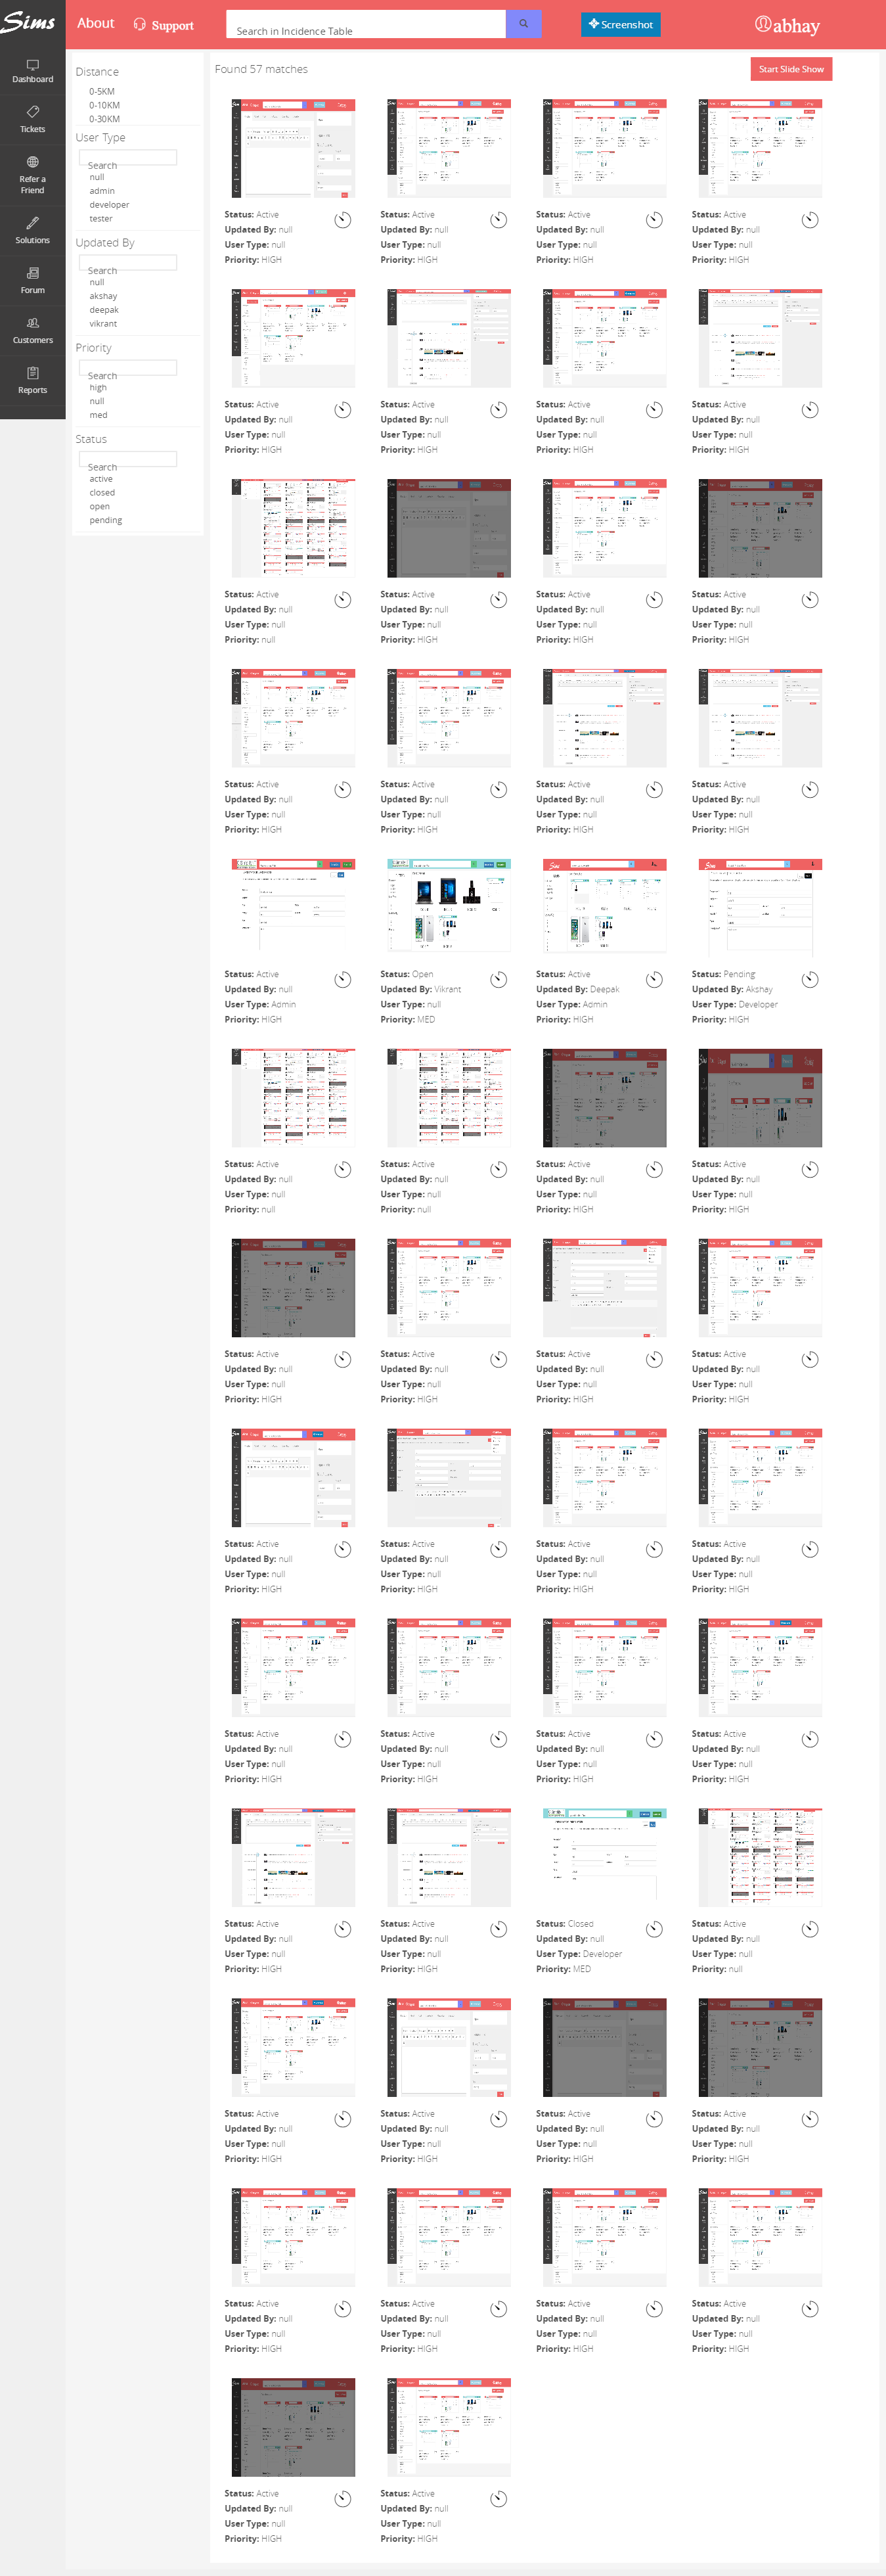 Sims
About
Support
Search in Incidence Table
Screenshot
abhay
Dashboard
Tickets
Refer a
Friend
Solutions
Forum
Customers
Reports
Distance
0-5KM
0-10KM
0-30KM
User Type
Search
null
admin
developer
tester
Updated By
Search
null
akshay
deepak
vikrant
Priority
Search
high
null
med
Status
Search
active
closed
open
pending
Found 57 matches
Start Slide Show
Status: Active
Updated By: null
User Type: null
Priority: HIGH
Status: Active
Updated By: null
User Type: null
Priority: HIGH
Status: Active
Updated By: null
User Type: null
Priority: HIGH
Status: Active
Updated By: null
User Type: null
Priority: HIGH
Status: Active
Updated By: null
User Type: null
Priority: HIGH
Status: Active
Updated By: null
User Type: null
Priority: HIGH
Status: Active
Updated By: null
User Type: null
Priority: HIGH
Status: Active
Updated By: null
User Type: null
Priority: HIGH
Status: Active
Updated By: null
User Type: null
Priority: null
Status: Active
Updated By: null
User Type: null
Priority: HIGH
Status: Active
Updated By: null
User Type: null
Priority: HIGH
Status: Active
Updated By: null
User Type: null
Priority: HIGH
Status: Active
Updated By: null
User Type: null
Priority: HIGH
Status: Active
Updated By: null
User Type: null
Priority: HIGH
Status: Active
Updated By: null
User Type: null
Priority: HIGH
Status: Active
Updated By: null
User Type: null
Priority: HIGH
Status: Active
Updated By: null
User Type: Admin
Priority: HIGH
Status: Open
Updated By: Vikrant
User Type: null
Priority: MED
Status: Active
Updated By: Deepak
User Type: Admin
Priority: HIGH
Status: Pending
Updated By: Akshay
User Type: Developer
Priority: HIGH
Status: Active
Updated By: null
User Type: null
Priority: null
Status: Active
Updated By: null
User Type: null
Priority: null
Status: Active
Updated By: null
User Type: null
Priority: HIGH
Status: Active
Updated By: null
User Type: null
Priority: HIGH
Status: Active
Updated By: null
User Type: null
Priority: HIGH
Status: Active
Updated By: null
User Type: null
Priority: HIGH
Status: Active
Updated By: null
User Type: null
Priority: HIGH
Status: Active
Updated By: null
User Type: null
Priority: HIGH
Status: Active
Updated By: null
User Type: null
Priority: HIGH
Status: Active
Updated By: null
User Type: null
Priority: HIGH
Status: Active
Updated By: null
User Type: null
Priority: HIGH
Status: Active
Updated By: null
User Type: null
Priority: HIGH
Status: Active
Updated By: null
User Type: null
Priority: HIGH
Status: Active
Updated By: null
User Type: null
Priority: HIGH
Status: Active
Updated By: null
User Type: null
Priority: HIGH
Status: Active
Updated By: null
User Type: null
Priority: HIGH
Status: Active
Updated By: null
User Type: null
Priority: HIGH
Status: Active
Updated By: null
User Type: null
Priority: HIGH
Status: Closed
Updated By: null
User Type: Developer
Priority: MED
Status: Active
Updated By: null
User Type: null
Priority: null
Status: Active
Updated By: null
User Type: null
Priority: HIGH
Status: Active
Updated By: null
User Type: null
Priority: HIGH
Status: Active
Updated By: null
User Type: null
Priority: HIGH
Status: Active
Updated By: null
User Type: null
Priority: HIGH
Status: Active
Updated By: null
User Type: null
Priority: HIGH
Status: Active
Updated By: null
User Type: null
Priority: HIGH
Status: Active
Updated By: null
User Type: null
Priority: HIGH
Status: Active
Updated By: null
User Type: null
Priority: HIGH
Status: Active
Updated By: null
User Type: null
Priority: HIGH
Status: Active
Updated By: null
User Type: null
Priority: HIGH